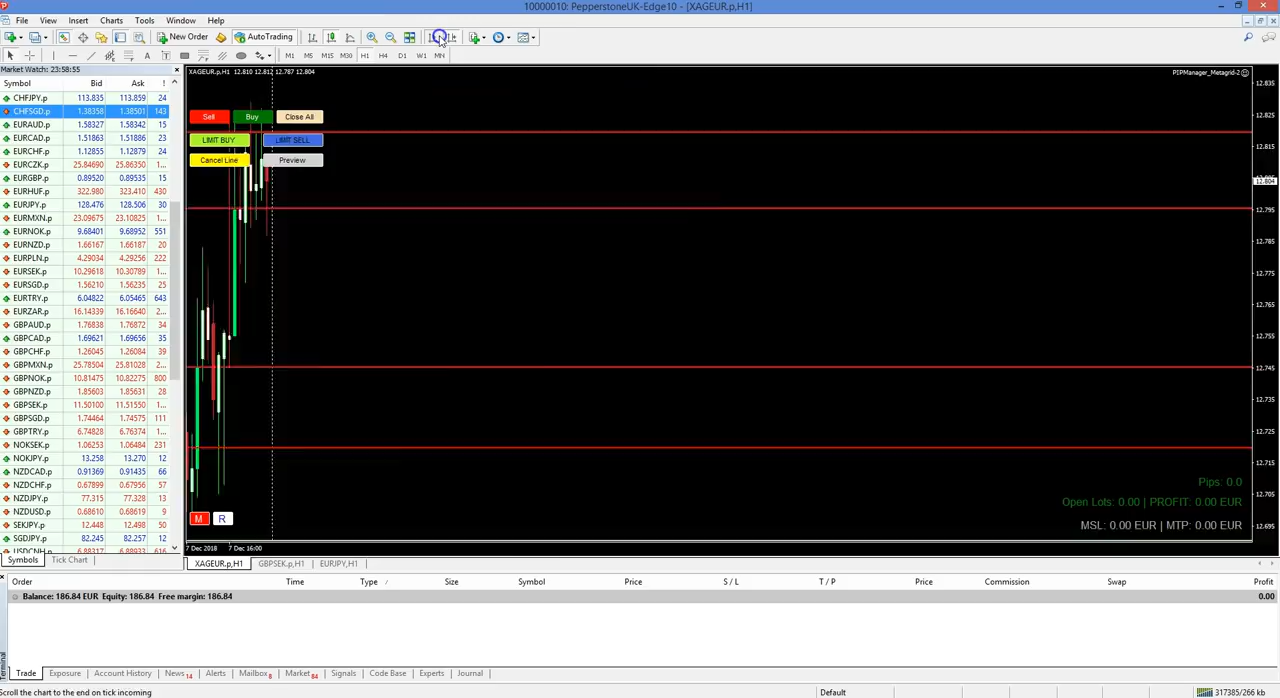 10000010: PepperstoneUK-Edge10 - [XAGEUR.p,H1]
File View Insert Charts Tools Window Help
New Order AutoTrading
A T M1 M5 M15 M30 H1 H4 D1 W1 MN
Market Watch: 23:58:55
Symbol Bid Ask !
CHFJPY.p 113.835 113.859 24
CHFSGD.p 1.38358 1.38501 143
EURAUD.p 1.58327 1.58342 15
EURCAD.p 1.51863 1.51886 23
EURCHF.p 1.12855 1.12879 24
EURCZK.p 25.84690 25.86350 1...
EURGBP.p 0.89520 0.89535 15
EURHUF.p 322.980 323.410 430
EURJPY.p 128.476 128.506 30
EURMXN.p 23.09675 23.10825 1...
EURNOK.p 9.68401 9.68952 551
EURNZD.p 1.66167 1.66187 20
EURPLN.p 4.29034 4.29256 222
EURSEK.p 10.29618 10.30789 1...
EURSGD.p 1.56210 1.56235 25
EURTRY.p 6.04822 6.05465 643
EURZAR.p 16.14339 16.16640 2...
GBPAUD.p 1.76838 1.76872 34
GBPCAD.p 1.69621 1.69656 35
GBPCHF.p 1.26045 1.26084 39
GBPMXN.p 25.78504 25.81028 2...
GBPNOK.p 10.81475 10.82275 800
GBPNZD.p 1.85603 1.85631 28
GBPSEK.p 11.50100 11.51550 1...
GBPSGD.p 1.74464 1.74575 111
GBPTRY.p 6.74828 6.76374 1...
NOKSEK.p 1.06253 1.06484 231
NOKJPY.p 13.258 13.270 12
NZDCAD.p 0.91369 0.91435 66
NZDCHF.p 0.67899 0.67956 57
NZDJPY.p 77.315 77.328 13
NZDUSD.p 0.68610 0.68619 9
SEKJPY.p 12.448 12.498 50
SGDJPY.p 82.245 82.257 12
USDCNH.p 6.88317 6.88933 616
Symbols Tick Chart
XAGEUR.p,H1 12.810 12.812 12.787 12.804
PIPManager_Metagrid-2
Sell Buy Close All
LIMIT BUY LIMIT SELL
Cancel Line Preview
12.835
12.825
12.815
12.804
12.795
12.785
12.775
12.765
12.755
12.745
12.735
12.725
12.715
12.705
12.695
Pips: 0.0
Open Lots: 0.00 | PROFIT: 0.00 EUR
MSL: 0.00 EUR | MTP: 0.00 EUR
M R
7 Dec 2018 7 Dec 16:00
XAGEUR.p,H1 GBPSEK.p,H1 EURJPY,H1
Order Time Type / Size Symbol Price S / L T / P Price Commission Swap Profit
Balance: 186.84 EUR Equity: 186.84 Free margin: 186.84 0.00
Terminal
Trade Exposure Account History News 14 Alerts Mailbox 8 Market 84 Signals Code Base Experts Journal
Scroll the chart to the end on tick incoming Default 317385/266 kb